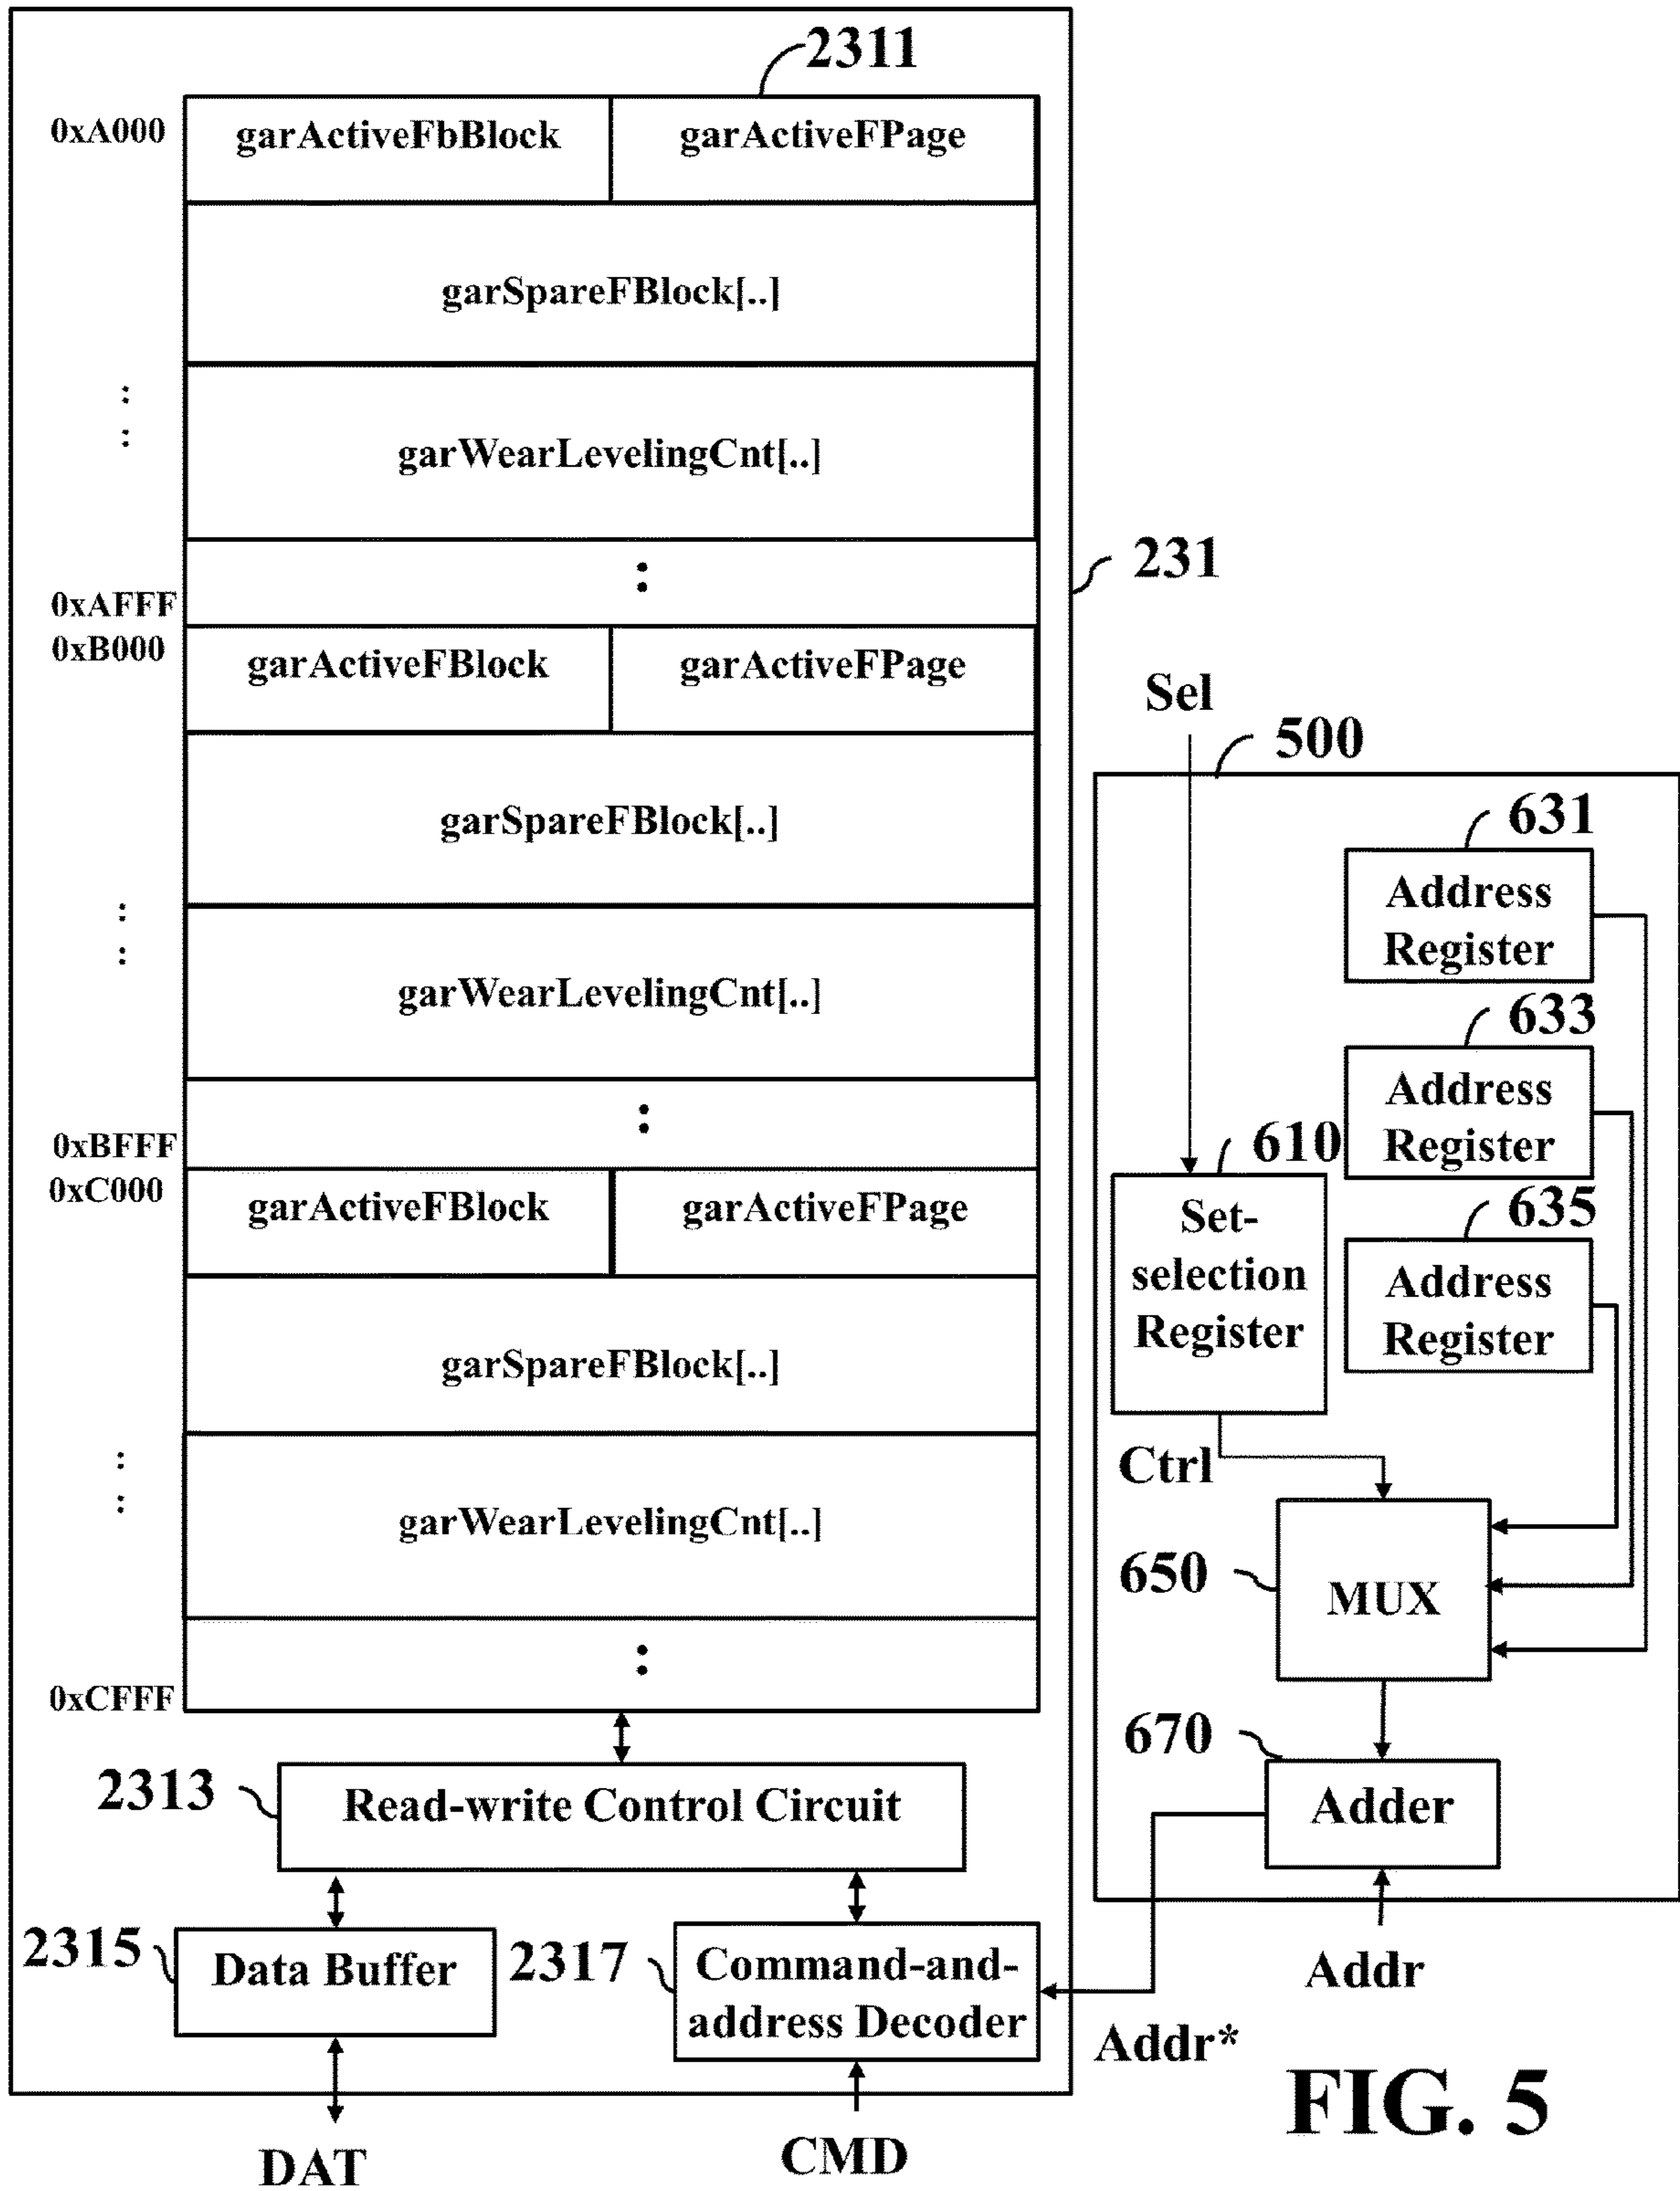 2311
0xA000
garActiveFbBlock
garActiveFPage
garSpareFBlock[..]
:
:
garWearLevelingCnt[..]
:
231
0xAFFF
0xB000
garActiveFBlock
garActiveFPage
Sel
500
garSpareFBlock[..]
631
Address
Register
:
:
garWearLevelingCnt[..]
633
Address
Register
:
0xBFFF
610
0xC000
garActiveFBlock
garActiveFPage
Set-
selection
Register
635
Address
Register
garSpareFBlock[..]
Ctrl
:
:
garWearLevelingCnt[..]
650
MUX
:
0xCFFF
670
Adder
2313
Read-write Control Circuit
2315
Data Buffer
2317
Command-and-
address Decoder
Addr
Addr*
DAT
CMD
FIG. 5